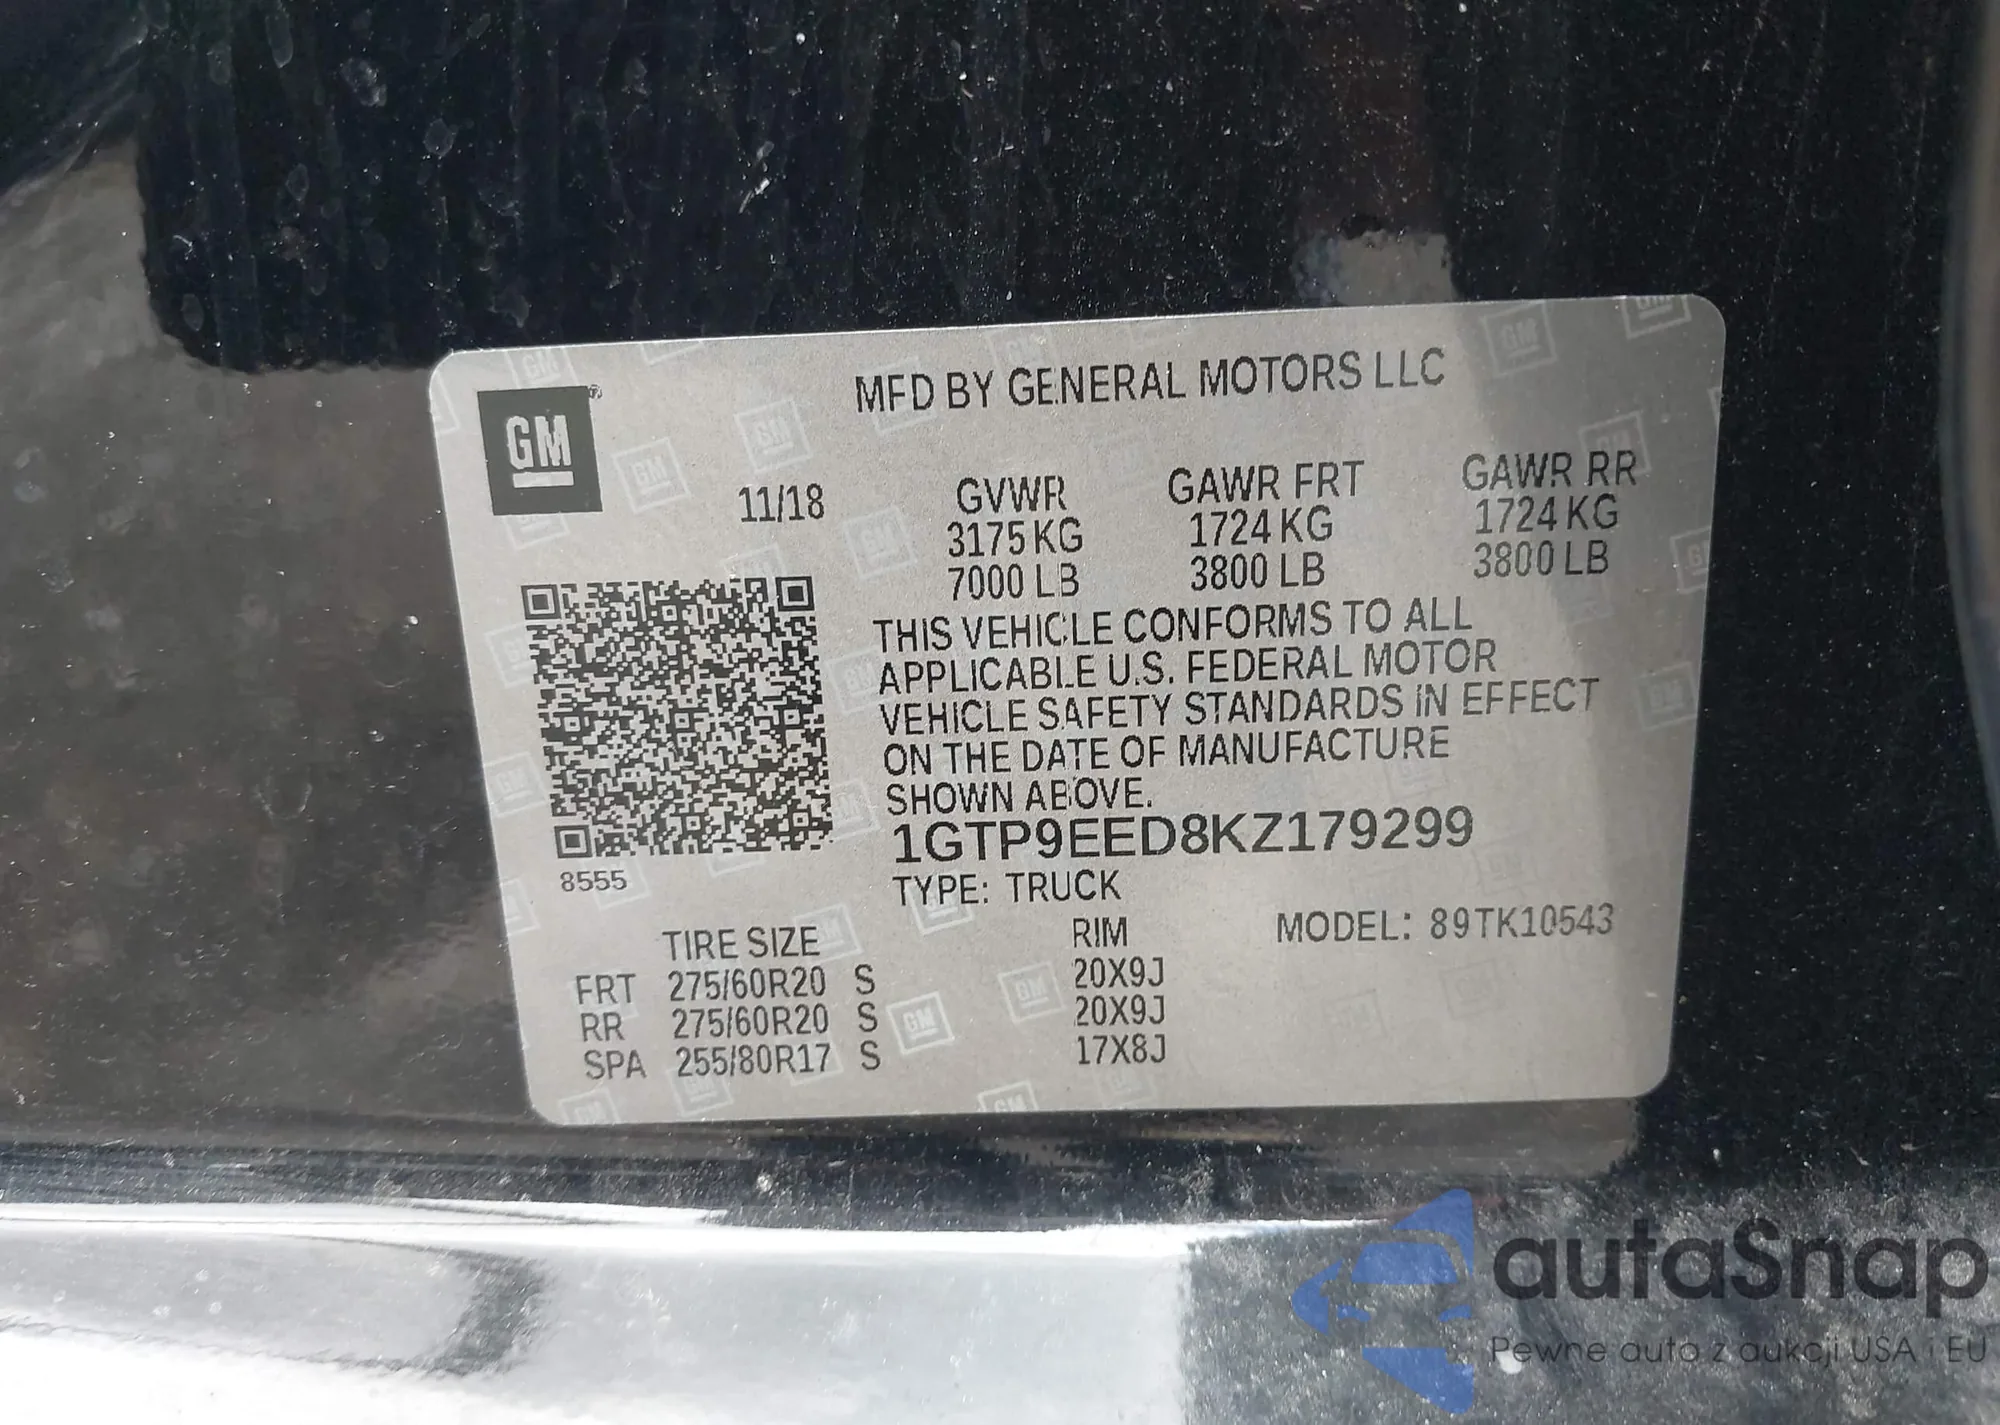 GM
MFD BY GENERAL MOTORS LLC
11/18 GVWR GAWR FRT GAWR RR
3175 KG 1724 KG 1724 KG
7000 LB 3800 LB 3800 LB
THIS VEHICLE CONFORMS TO ALL
APPLICABLE U.S. FEDERAL MOTOR
VEHICLE SAFETY STANDARDS IN EFFECT
ON THE DATE OF MANUFACTURE
SHOWN ABOVE.
1GTP9EED8KZ179299
8555
TYPE: TRUCK
TIRE SIZE RIM MODEL: 89TK10543
FRT 275/60R20 S 20X9J
RR 275/60R20 S 20X9J
SPA 255/80R17 S 17X8J
autaSnap
Pewne auto z aukcji USA i EU